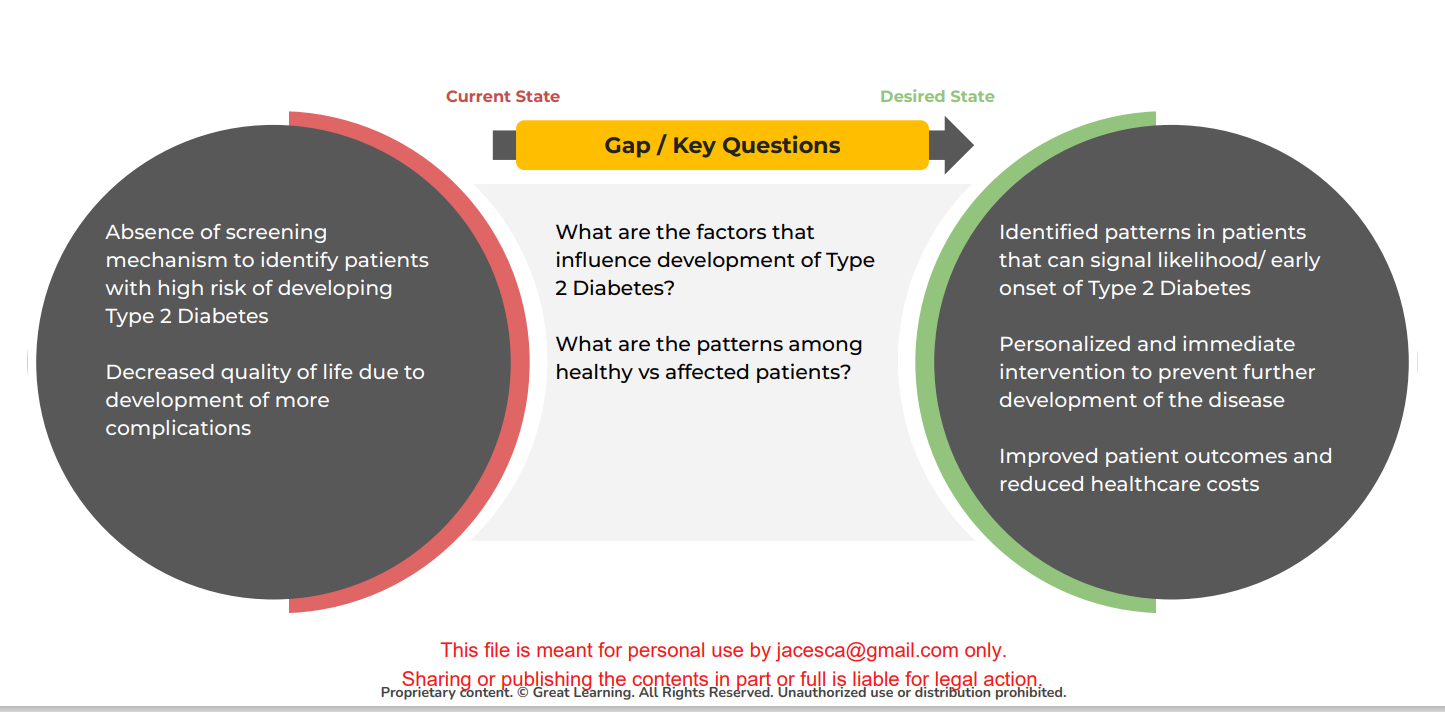 Current State
Desired State
Gap / Key Questions
Absence of screening
mechanism to identify patients
with high risk of developing
Type 2 Diabetes
Decreased quality of life due to
development of more
complications
What are the factors that
influence development of Type
2 Diabetes?
What are the patterns among
healthy vs affected patients?
Identified patterns in patients
that can signal likelihood/ early
onset of Type 2 Diabetes
Personalized and immediate
intervention to prevent further
development of the disease
Improved patient outcomes and
reduced healthcare costs
This file is meant for personal use by jacesca@gmail.com only.
Sharing or publishing the contents in part or full is liable for legal action.
Proprietary content. © Great Learning. All Rights Reserved. Unauthorized use or distribution prohibited.